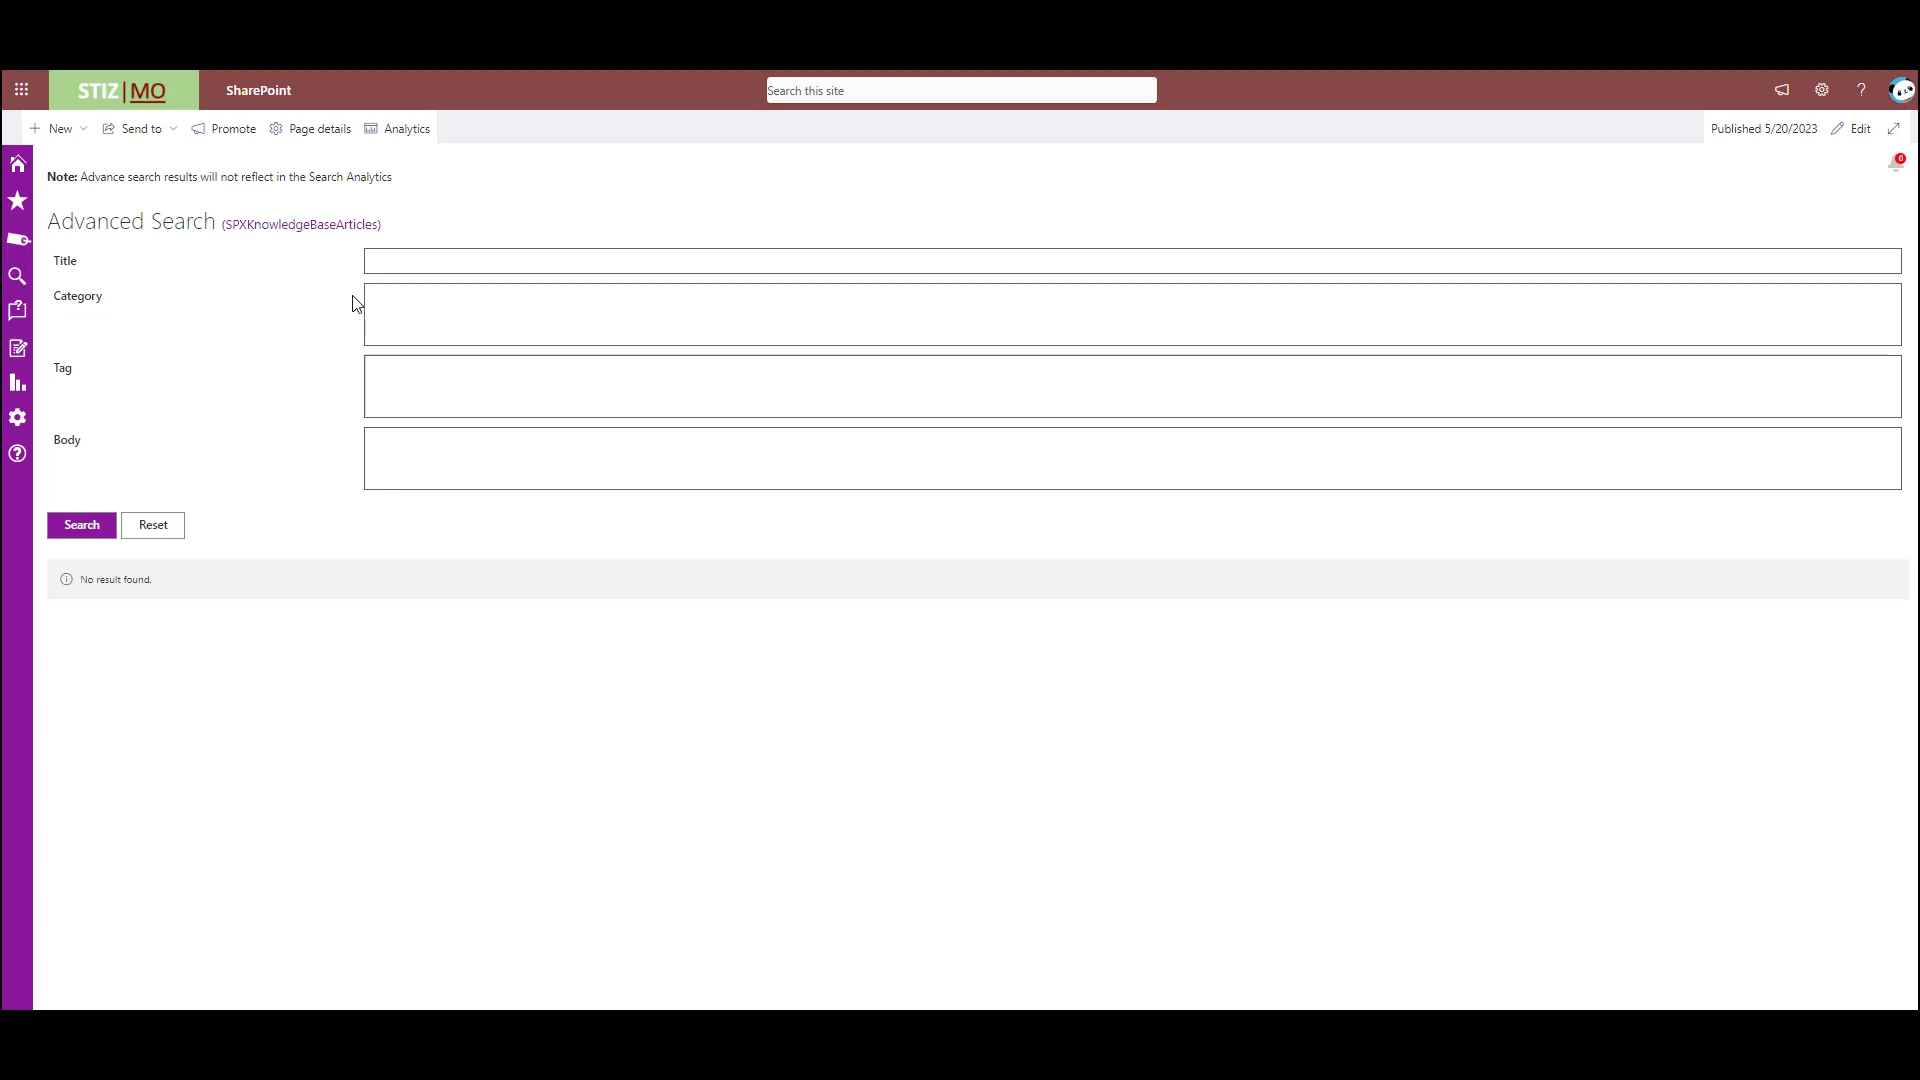 STIZ|MO
SharePoint
Search this site
New
Send to
Promote
Page details
Analytics
Published 5/20/2023
Edit
0
Note: Advance search results will not reflect in the Search Analytics
Advanced Search (SPXKnowledgeBaseArticles)
Title
Category
Tag
Body
Search
Reset
No result found.